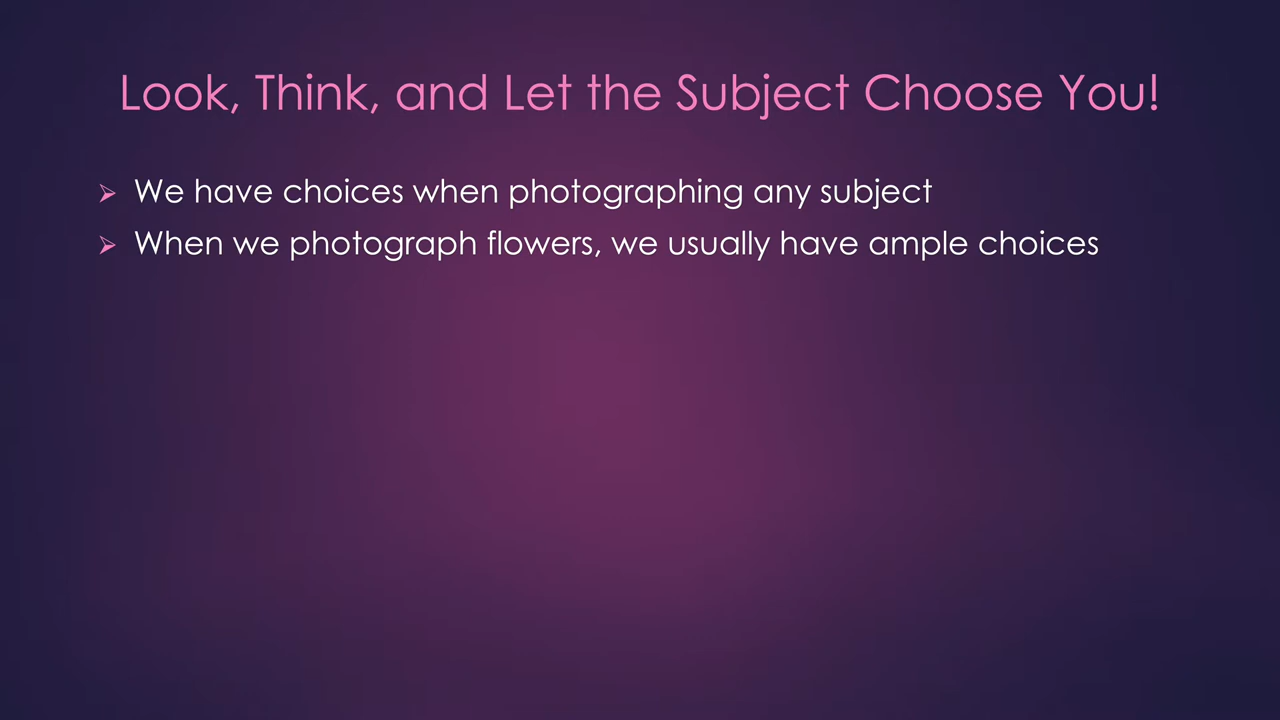 Look, Think, and Let the Subject Choose You!
We have choices when photographing any subject
When we photograph flowers, we usually have ample choices